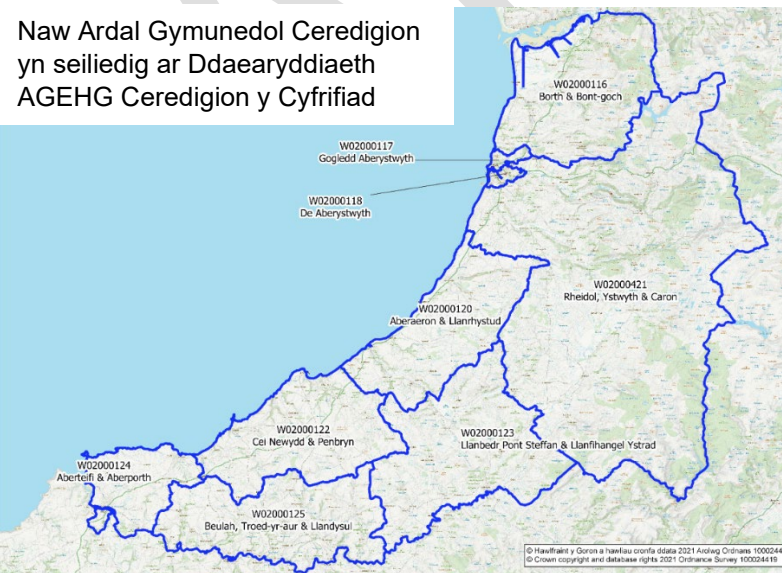 Naw Ardal Gymunedol Ceredigion
yn seiliedig ar Ddaearyddiaeth
AGEHG Ceredigion y Cyfrifiad
W02000116
Borth & Bont-goch
W02000117
Gogledd Aberystwyth
W02000118
De Aberystwyth
W02000421
Rheidol, Ystwyth & Caron
W02000120
Aberaeron & Llanrhystud
W02000122
Cei Newydd & Penbryn
W02000123
Llanbedr Pont Steffan & Llanfihangel Ystrad
W02000124
Aberteifi & Aberporth
W02000125
Beulah, Troed-yr-aur & Llandysul
© Hawlfraint y Goron a hawliau cronfa ddata 2021 Arolwg Ordnans 1000244
© Crown copyright and database rights 2021 Ordnance Survey 100024419